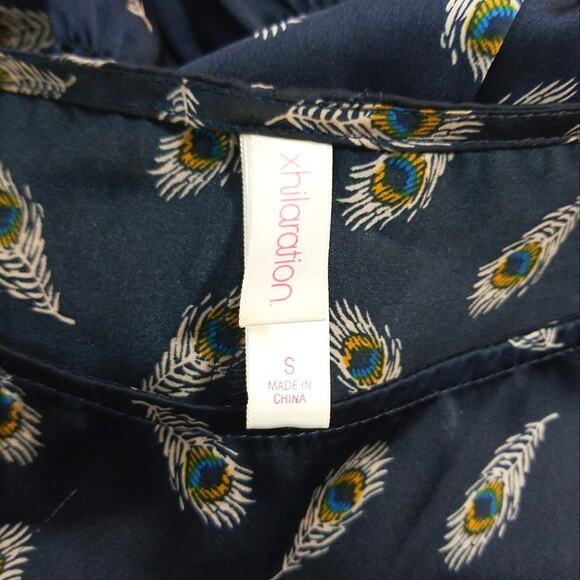 xhilaration.
S
MADE IN
CHINA